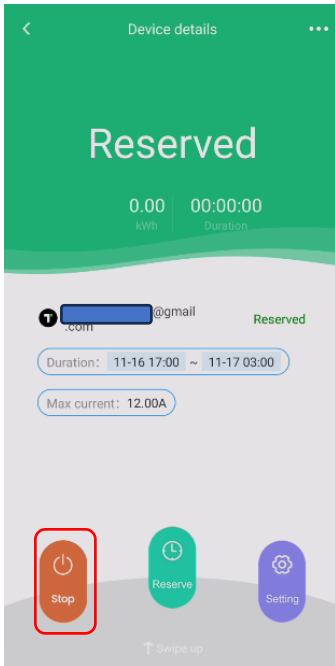 Device details
Reserved
0.00 00:00:00
kWh Duration
@gmail
.com
Reserved
Duration: 11-16 17:00 ~ 11-17 03:00
Max current: 12.00A
Stop
Reserve
Setting
Swipe up